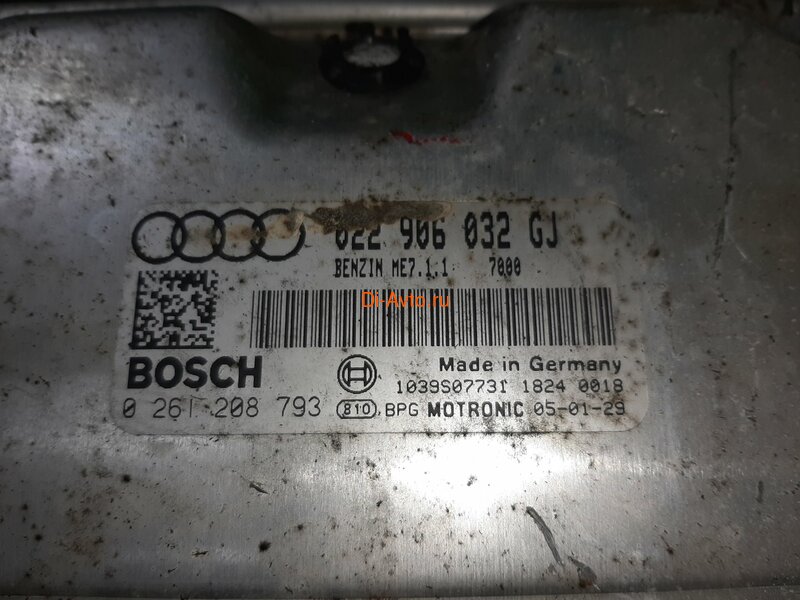 022 906 032 GJ
BENZIN ME7.1.1 7000
Di-Avto.ru
BOSCH
Made in Germany
1039S07731 1824 0018
0 261 208 793 810 BPG MOTRONIC 05-01-29